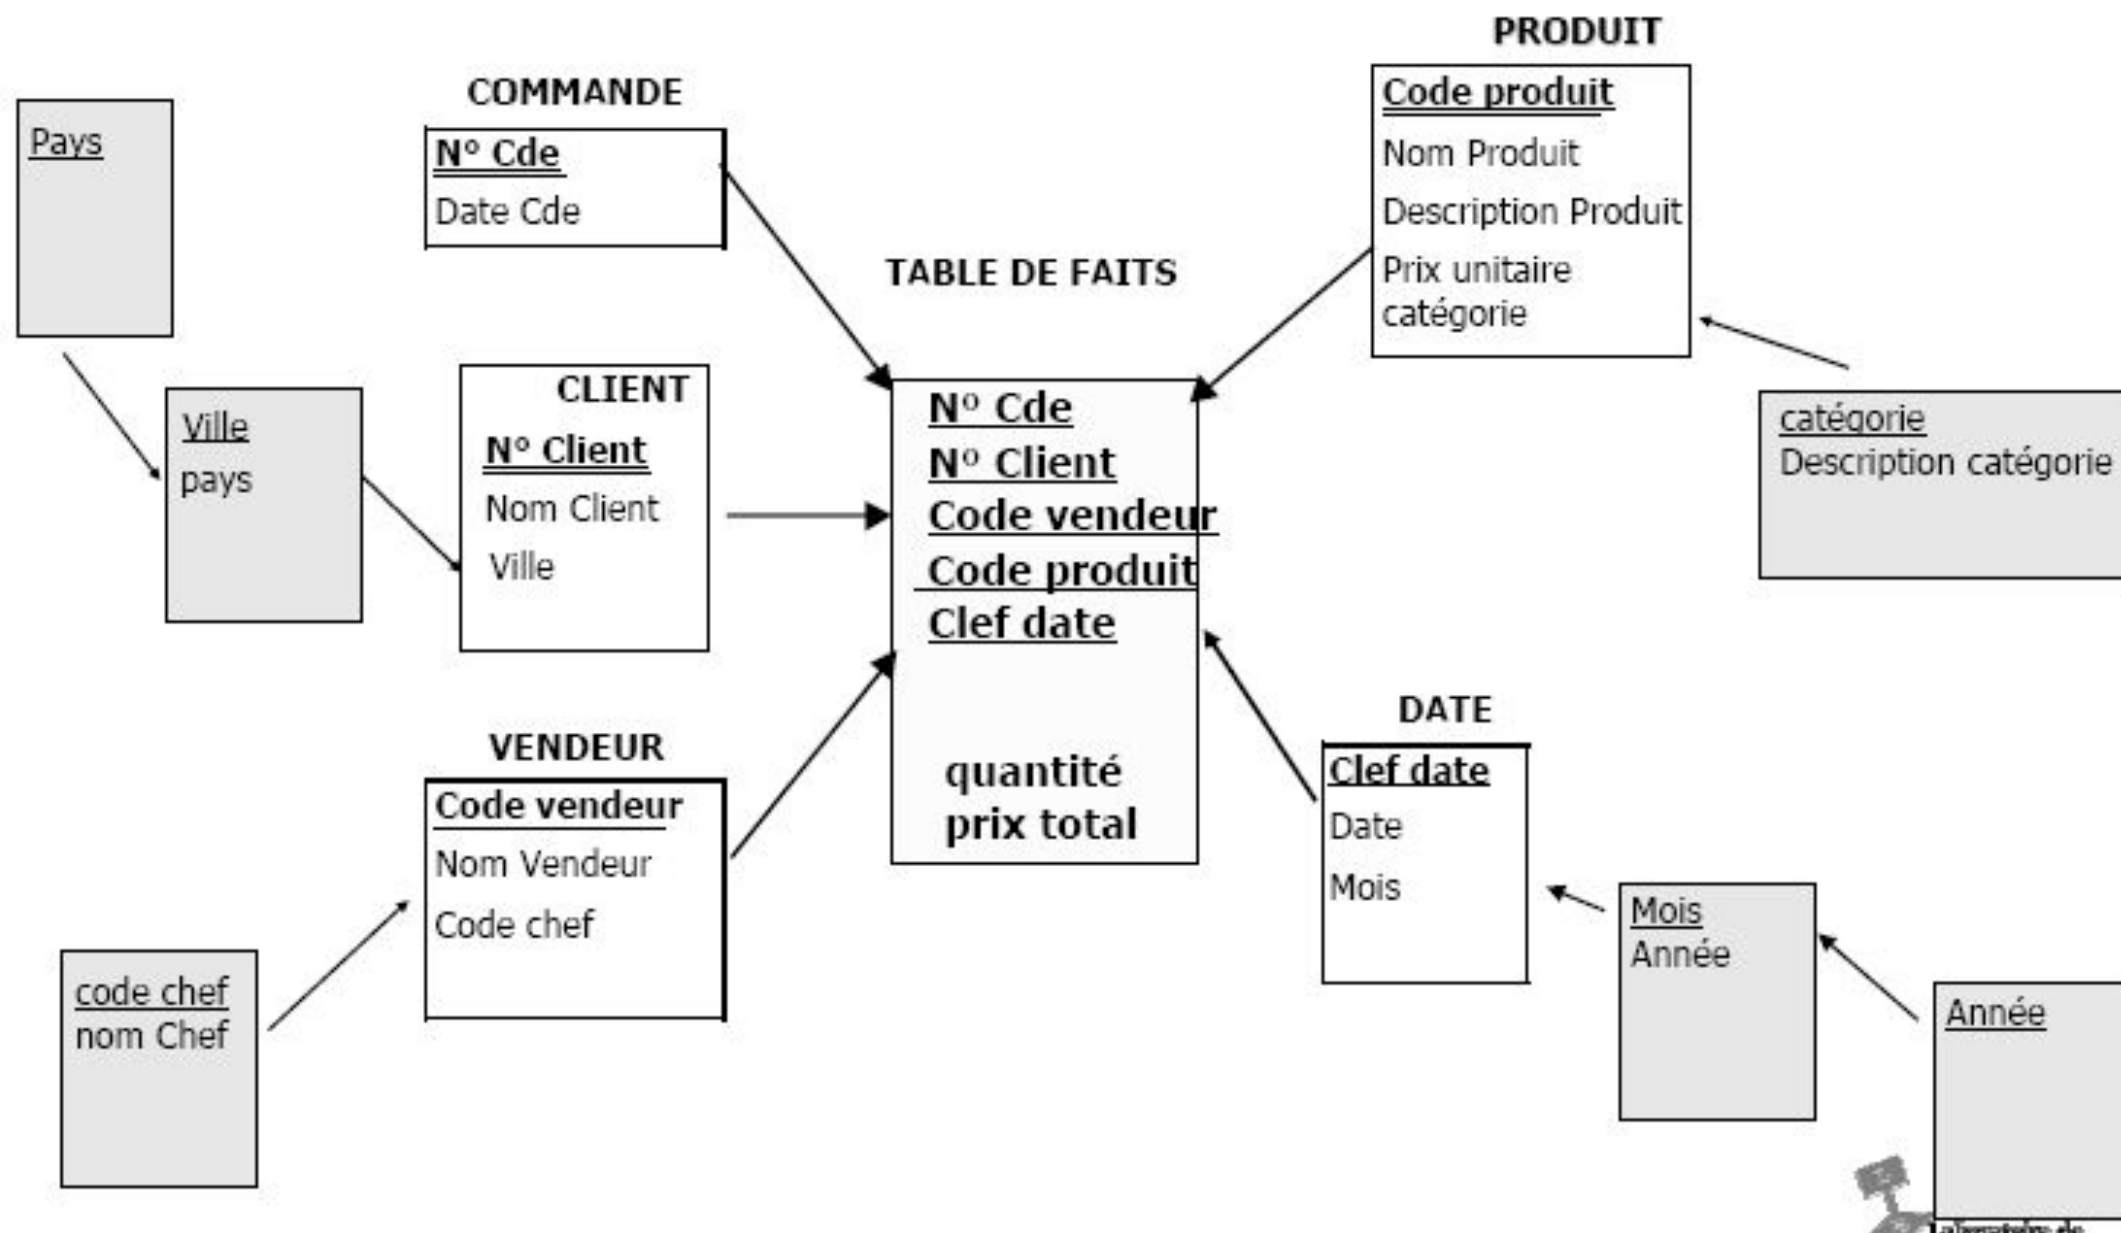 PRODUIT
Code produit
Nom Produit
Description Produit
Prix unitaire
catégorie
COMMANDE
N° Cde
Date Cde
Pays
TABLE DE FAITS
Ville
pays
CLIENT
N° Client
Nom Client
Ville
N° Cde
N° Client
Code vendeur
Code produit
Clef date
quantité
prix total
catégorie
Description catégorie
VENDEUR
Code vendeur
Nom Vendeur
Code chef
DATE
Clef date
Date
Mois
Mois
Année
Année
code chef
nom Chef